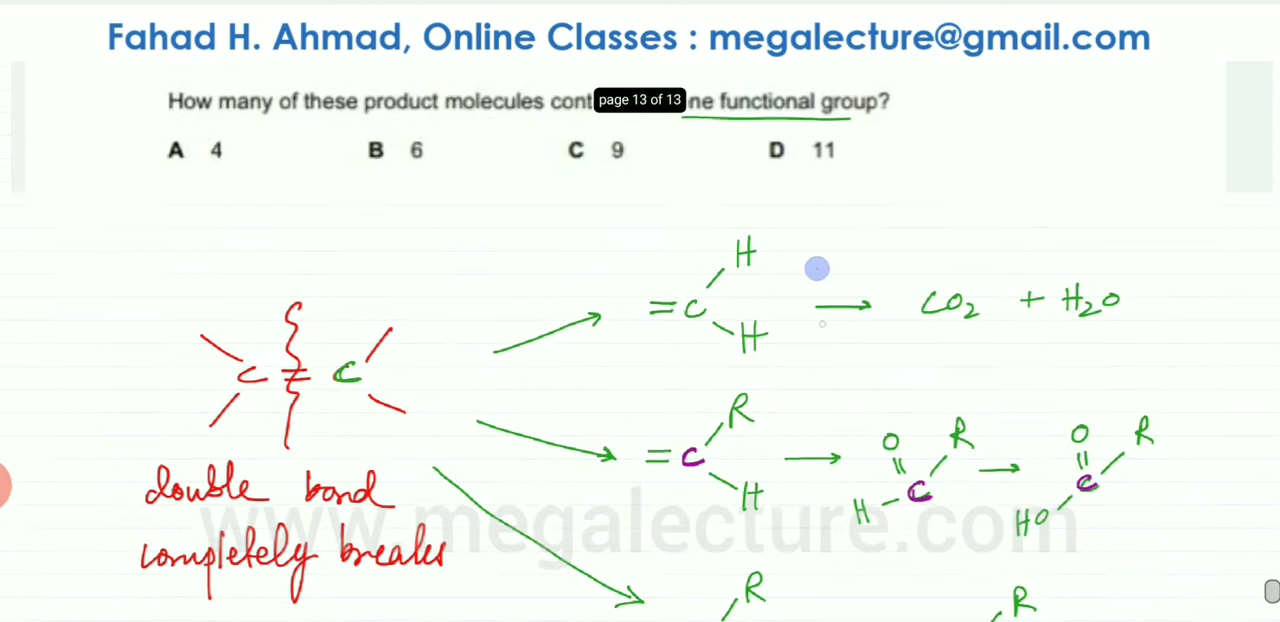 Fahad H. Ahmad, Online Classes : megalecture@gmail.com
How many of these product molecules cont page 13 of 13 ne functional group?
A 4 B 6 C 9 D 11
H
=C → CO2 + H2O
H
C = C
R
=C → O R → O R
H H - C HO C
double bond
www.megalecture.com
completely breaks
R R